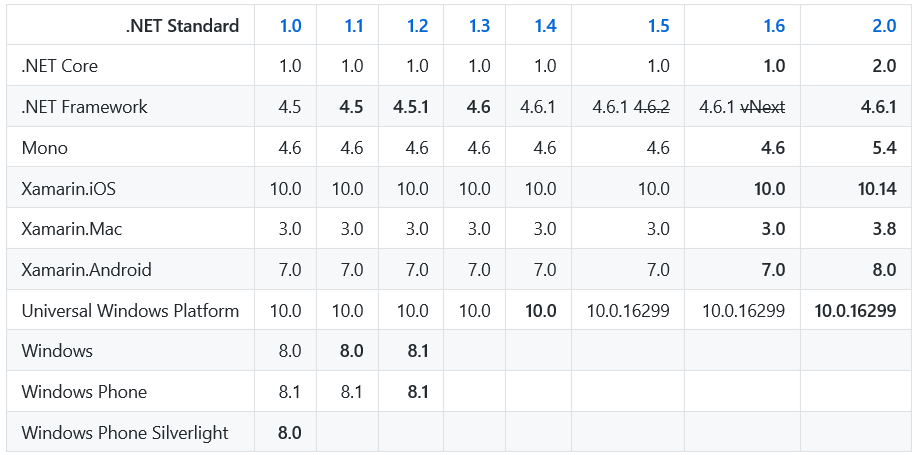 .NET Standard 1.0 1.1 1.2 1.3 1.4 1.5 1.6 2.0
.NET Core 1.0 1.0 1.0 1.0 1.0 1.0 1.0 2.0
.NET Framework 4.5 4.5 4.5.1 4.6 4.6.1 4.6.1 4.6.2 4.6.1 vNext 4.6.1
Mono 4.6 4.6 4.6 4.6 4.6 4.6 4.6 5.4
Xamarin.iOS 10.0 10.0 10.0 10.0 10.0 10.0 10.0 10.14
Xamarin.Mac 3.0 3.0 3.0 3.0 3.0 3.0 3.0 3.8
Xamarin.Android 7.0 7.0 7.0 7.0 7.0 7.0 7.0 8.0
Universal Windows Platform 10.0 10.0 10.0 10.0 10.0 10.0.16299 10.0.16299 10.0.16299
Windows 8.0 8.0 8.1
Windows Phone 8.1 8.1 8.1
Windows Phone Silverlight 8.0